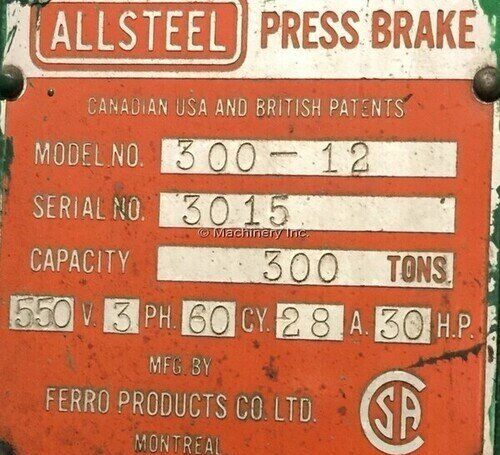 ALLSTEEL PRESS BRAKE
CANADIAN USA AND BRITISH PATENTS
MODEL NO. 300-12
SERIAL NO. 3015
© Machinery Inc.
CAPACITY 300 TONS
550 V. 3 PH. 60 CY. 28 A. 30 H.P.
MFG. BY
FERRO PRODUCTS CO. LTD.
MONTREAL
CSA